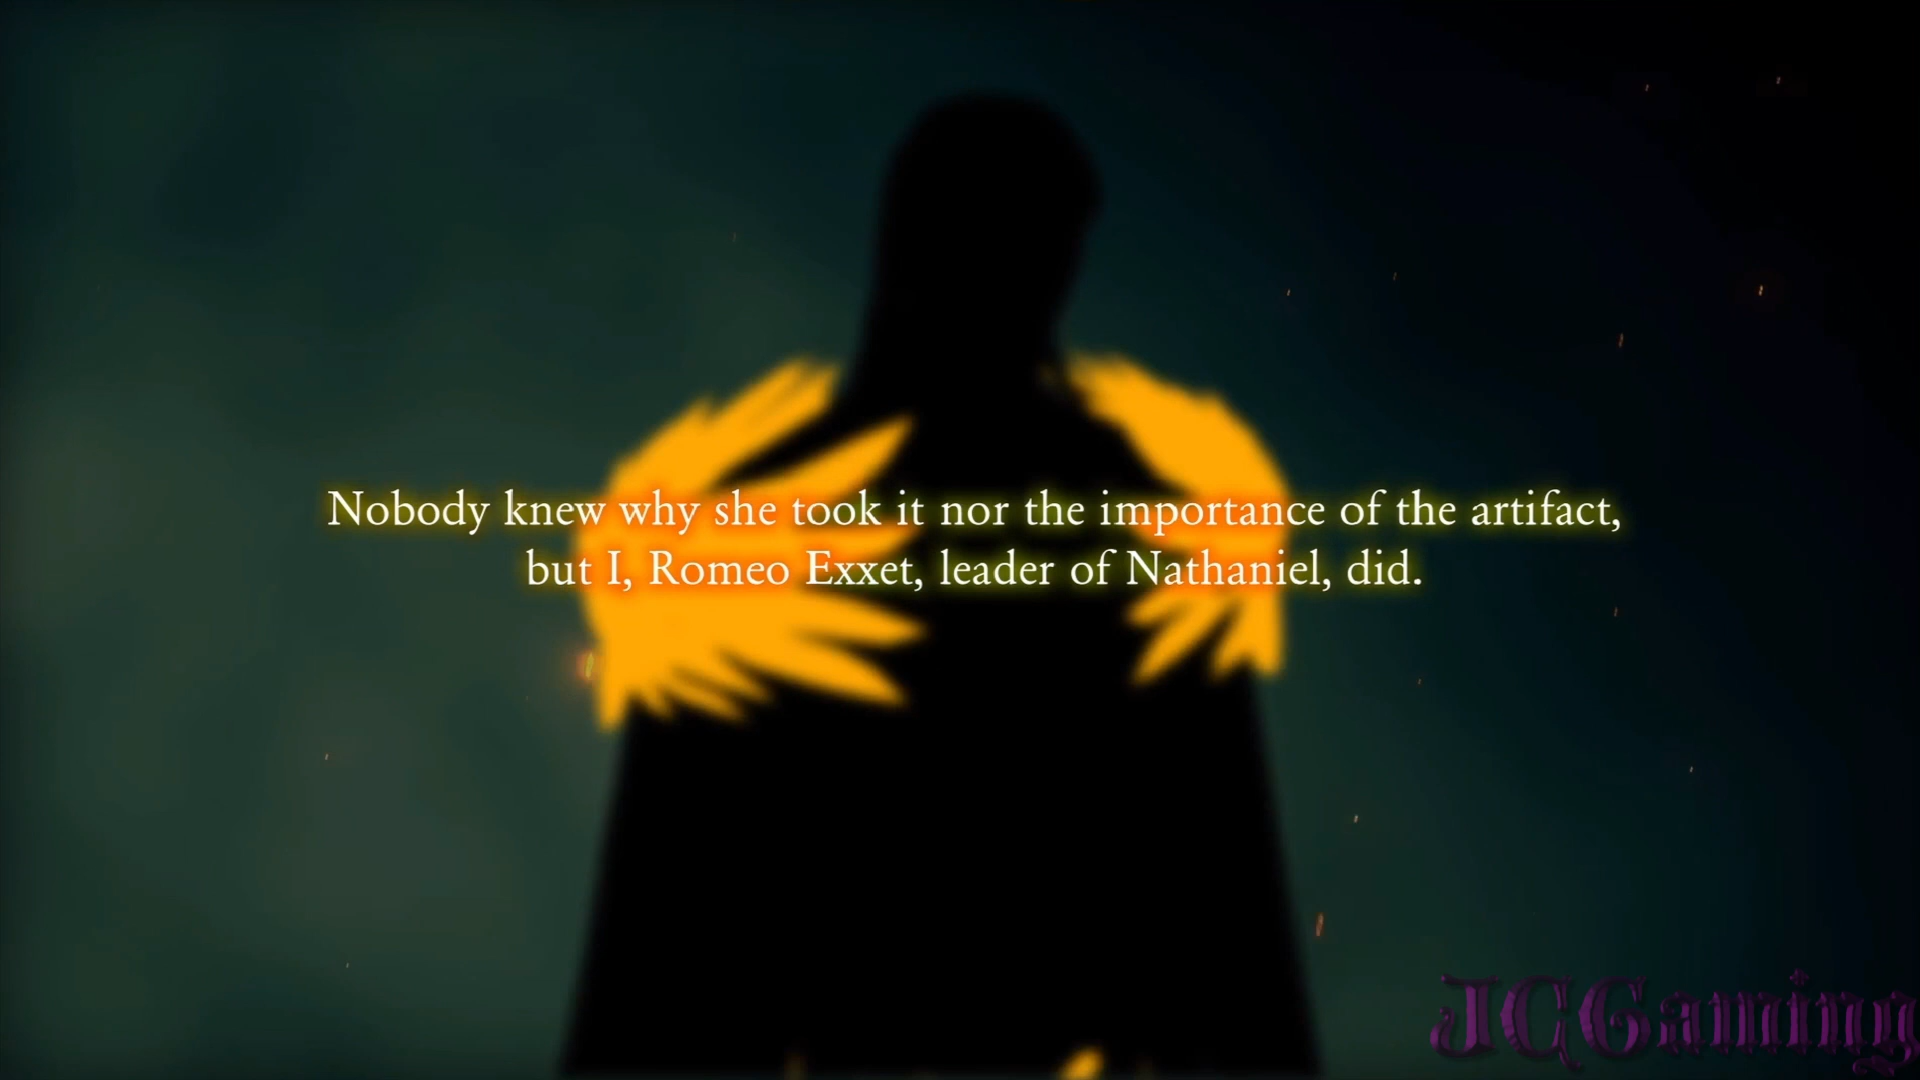 Nobody knew why she took it nor the importance of the artifact,
but I, Romeo Exxet, leader of Nathaniel, did.
JCGaming